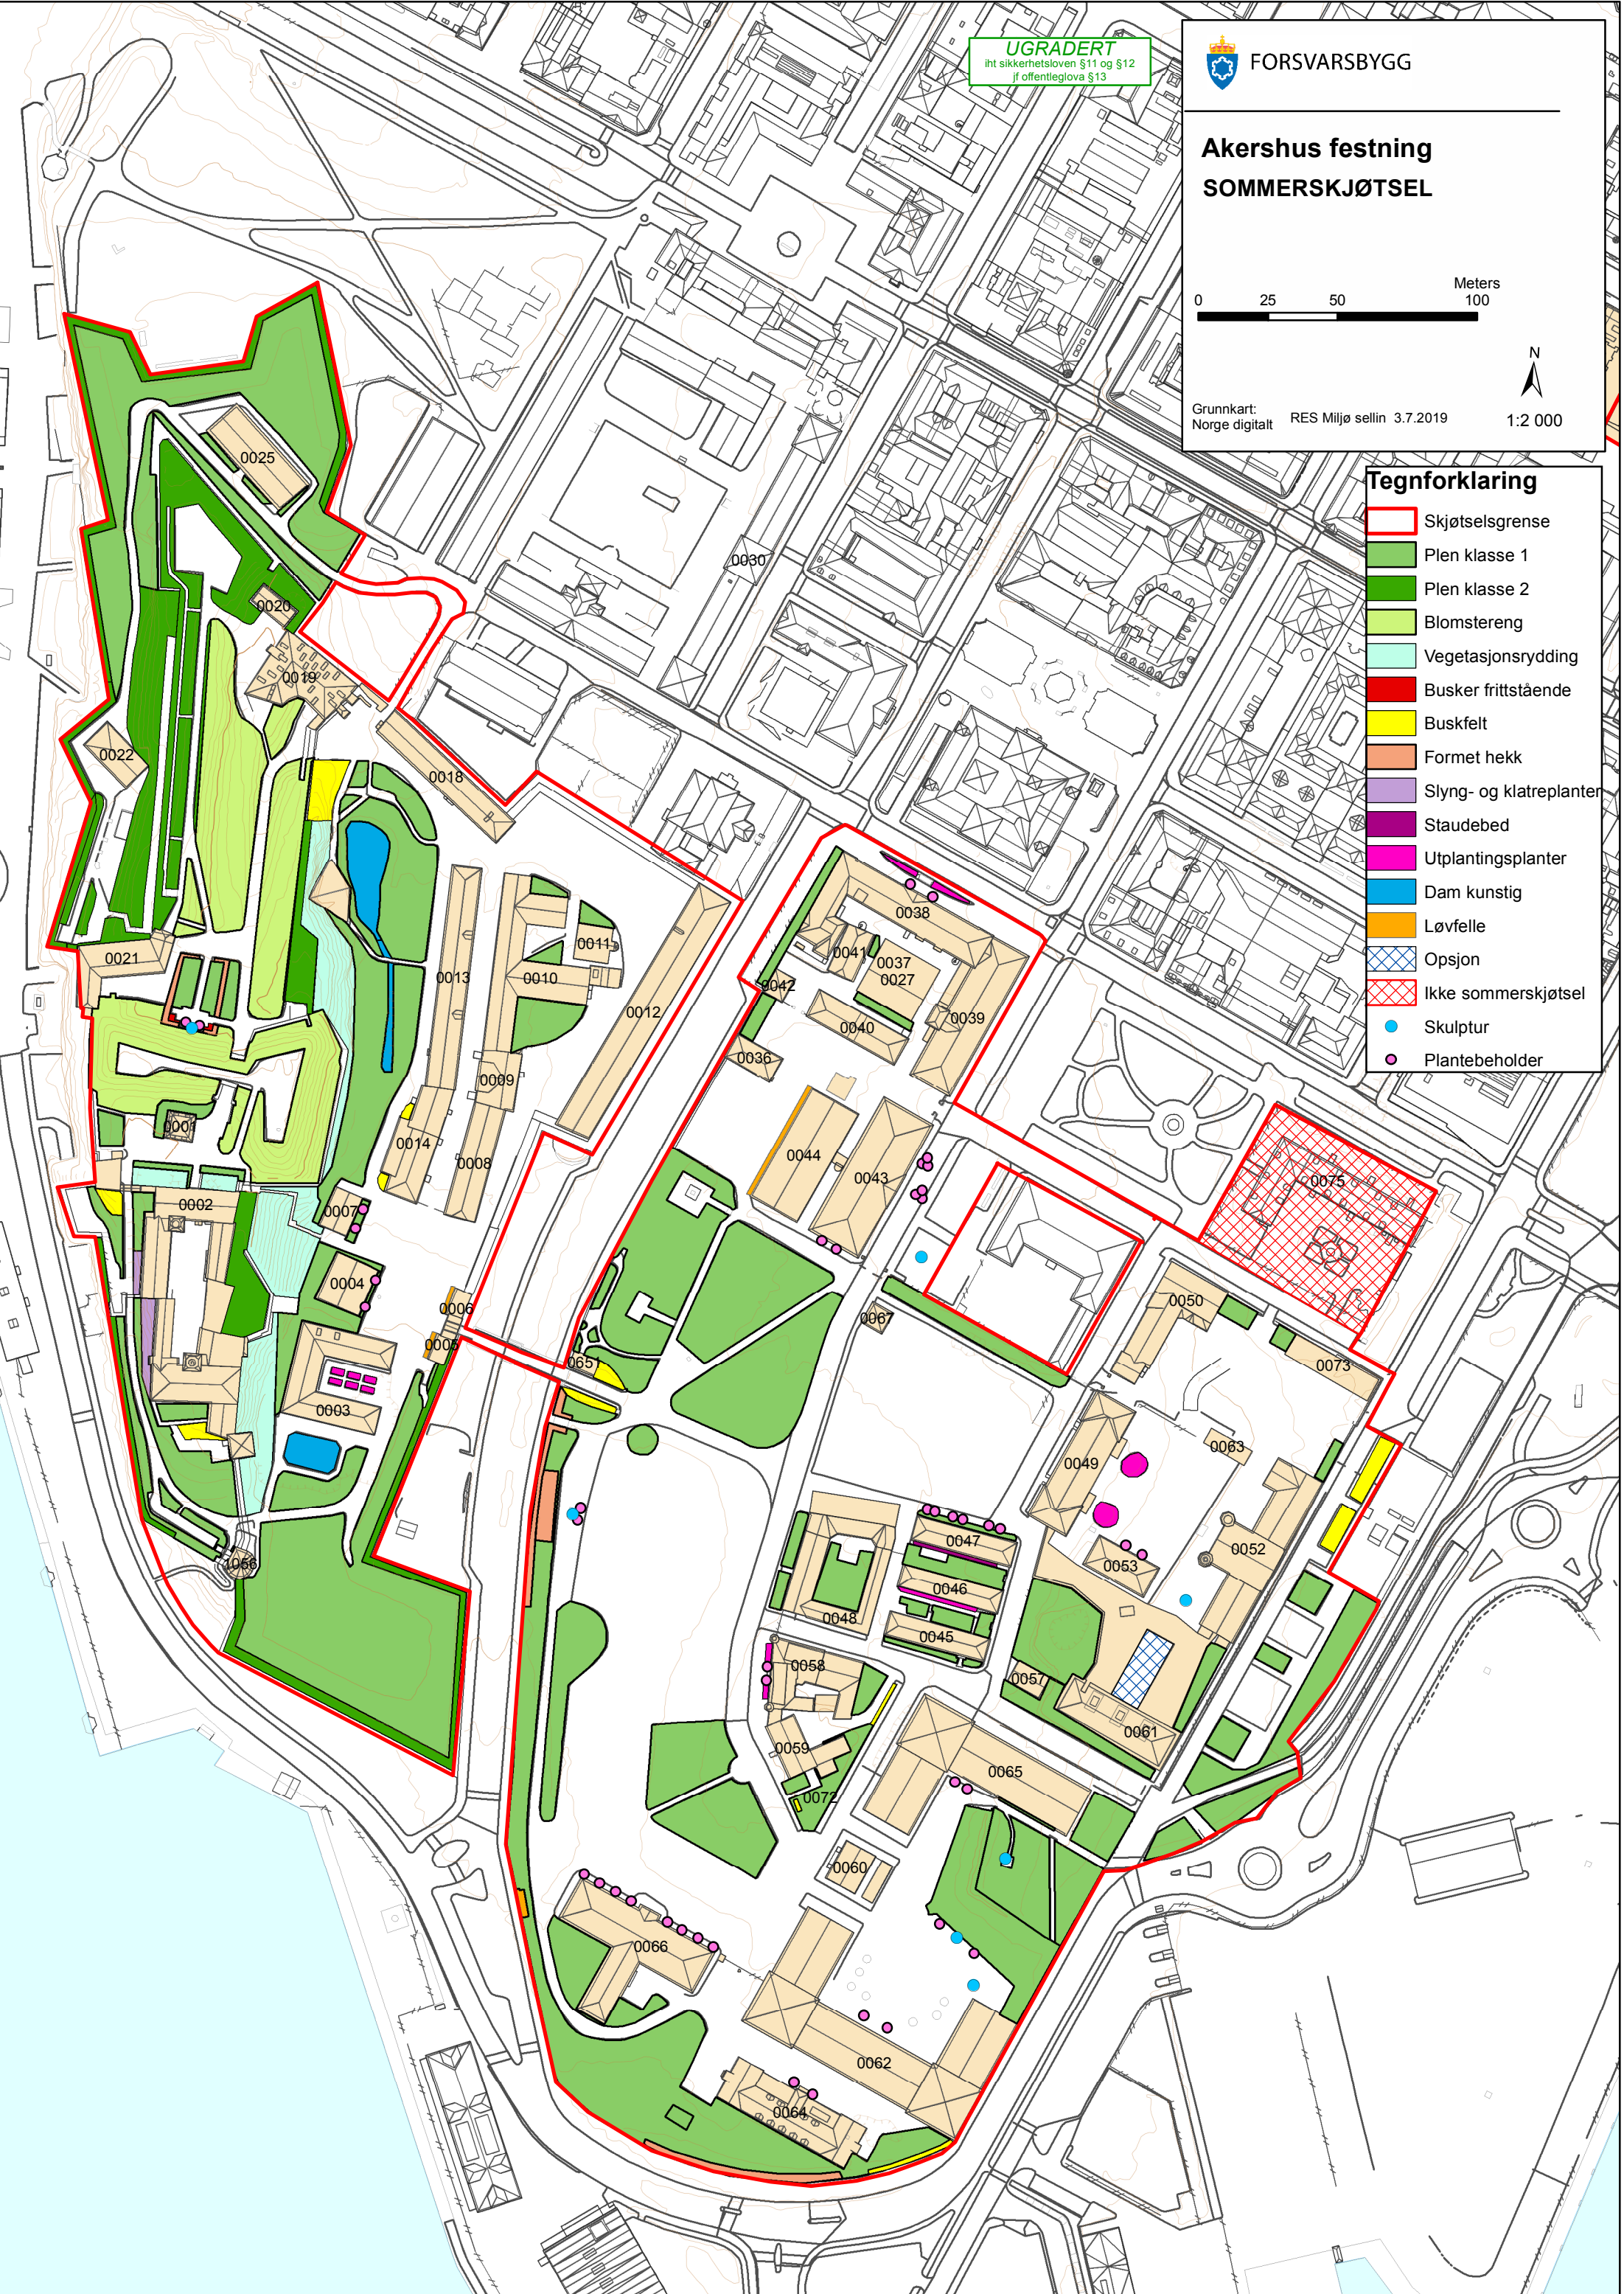 UGRADERT
iht sikkerhetsloven §11 og §12
jf offentleglova §13
FORSVARSBYGG
Akershus festning
SOMMERSKJØTSEL
Meters
0 25 50 100
N
Grunnkart:
Norge digitalt
RES Miljø sellin 3.7.2019
1:2 000
Tegnforklaring
Skjøtselsgrense
Plen klasse 1
Plen klasse 2
Blomstereng
Vegetasjonsrydding
Busker frittstående
Buskfelt
Formet hekk
Slyng- og klatreplanter
Staudebed
Utplantingsplanter
Dam kunstig
Løvfelle
Opsjon
Ikke sommerskjøtsel
Skulptur
Plantebeholder
0025
0030
0020
0019
0022
0018
0038
0011
0041
0037
0021
0013
0010
0027
0042
0012
0039
0040
0036
0009
0001
0014
0044
0008
0043
0075
0002
0007
0004
0006
0050
0067
0005
0651
0073
0003
0063
0049
0047
0052
1056
0053
0046
0048
0045
0058
0057
0061
0059
0065
0072
0060
0066
0062
0064